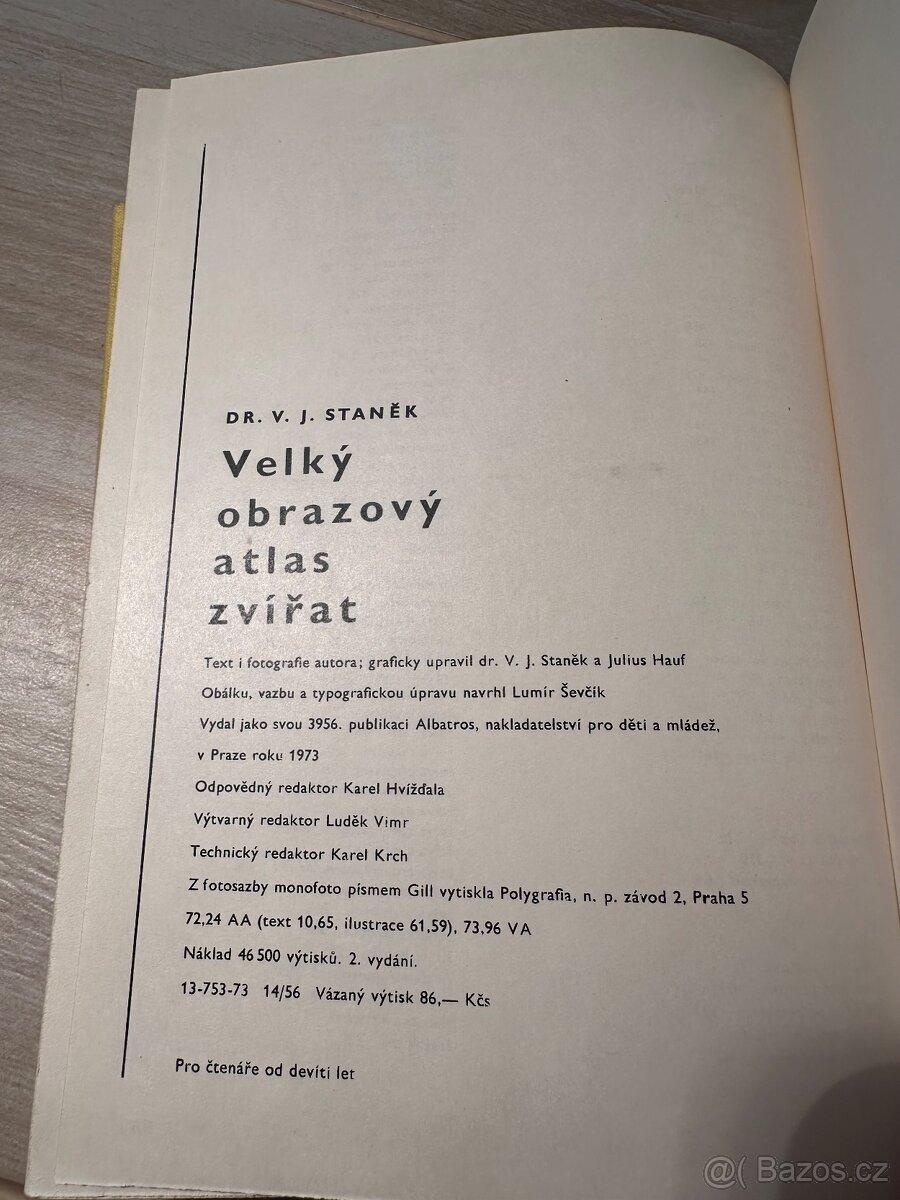 DR. V. J. STANĚK
Velký
obrazový
atlas
zvířat
Text i fotografie autora; graficky upravil dr. V. J. Staněk a Julius Hauf
Obálku, vazbu a typografickou úpravu navrhl Lumír Ševčík
Vydal jako svou 3956. publikaci Albatros, nakladatelství pro děti a mládež,
v Praze roku 1973
Odpovědný redaktor Karel Hvížďala
Výtvarný redaktor Luděk Vimr
Technický redaktor Karel Krch
Z fotosazby monofoto písmem Gill vytiskla Polygrafia, n. p. závod 2, Praha 5
72,24 AA (text 10,65, ilustrace 61,59), 73,96 VA
Náklad 46 500 výtisků. 2. vydání.
13-753-73 14/56 Vázaný výtisk 86,— Kčs
Pro čtenáře od devíti let
@( Bazos.cz